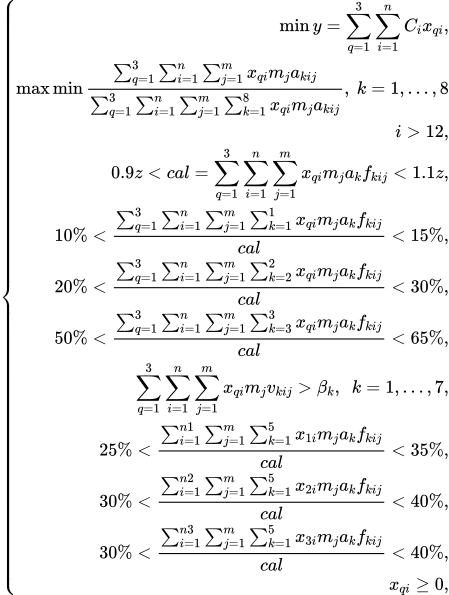 min y = \sum_{q=1}^{3} \sum_{i=1}^{n} C_i x_{qi},
max min \frac{\sum_{q=1}^{3} \sum_{i=1}^{n} \sum_{j=1}^{m} x_{qi} m_j a_{kij}}{\sum_{q=1}^{3} \sum_{i=1}^{n} \sum_{j=1}^{m} \sum_{k=1}^{8} x_{qi} m_j a_{kij}}, k = 1, \ldots, 8
i > 12,
0.9z < cal = \sum_{q=1}^{3} \sum_{i=1}^{n} \sum_{j=1}^{m} x_{qi} m_j a_k f_{kij} < 1.1z,
10\% < \frac{\sum_{q=1}^{3} \sum_{i=1}^{n} \sum_{j=1}^{m} \sum_{k=1}^{1} x_{qi} m_j a_k f_{kij}}{cal} < 15\%,
20\% < \frac{\sum_{q=1}^{3} \sum_{i=1}^{n} \sum_{j=1}^{m} \sum_{k=2}^{2} x_{qi} m_j a_k f_{kij}}{cal} < 30\%,
50\% < \frac{\sum_{q=1}^{3} \sum_{i=1}^{n} \sum_{j=1}^{m} \sum_{k=3}^{3} x_{qi} m_j a_k f_{kij}}{cal} < 65\%,
\sum_{q=1}^{3} \sum_{i=1}^{n} \sum_{j=1}^{m} x_{qi} m_j v_{kij} > \beta_k, k = 1, \ldots, 7,
25\% < \frac{\sum_{i=1}^{n1} \sum_{j=1}^{m} \sum_{k=1}^{5} x_{1i} m_j a_k f_{kij}}{cal} < 35\%,
30\% < \frac{\sum_{i=1}^{n2} \sum_{j=1}^{m} \sum_{k=1}^{5} x_{2i} m_j a_k f_{kij}}{cal} < 40\%,
30\% < \frac{\sum_{i=1}^{n3} \sum_{j=1}^{m} \sum_{k=1}^{5} x_{3i} m_j a_k f_{kij}}{cal} < 40\%,
x_{qi} \geq 0,